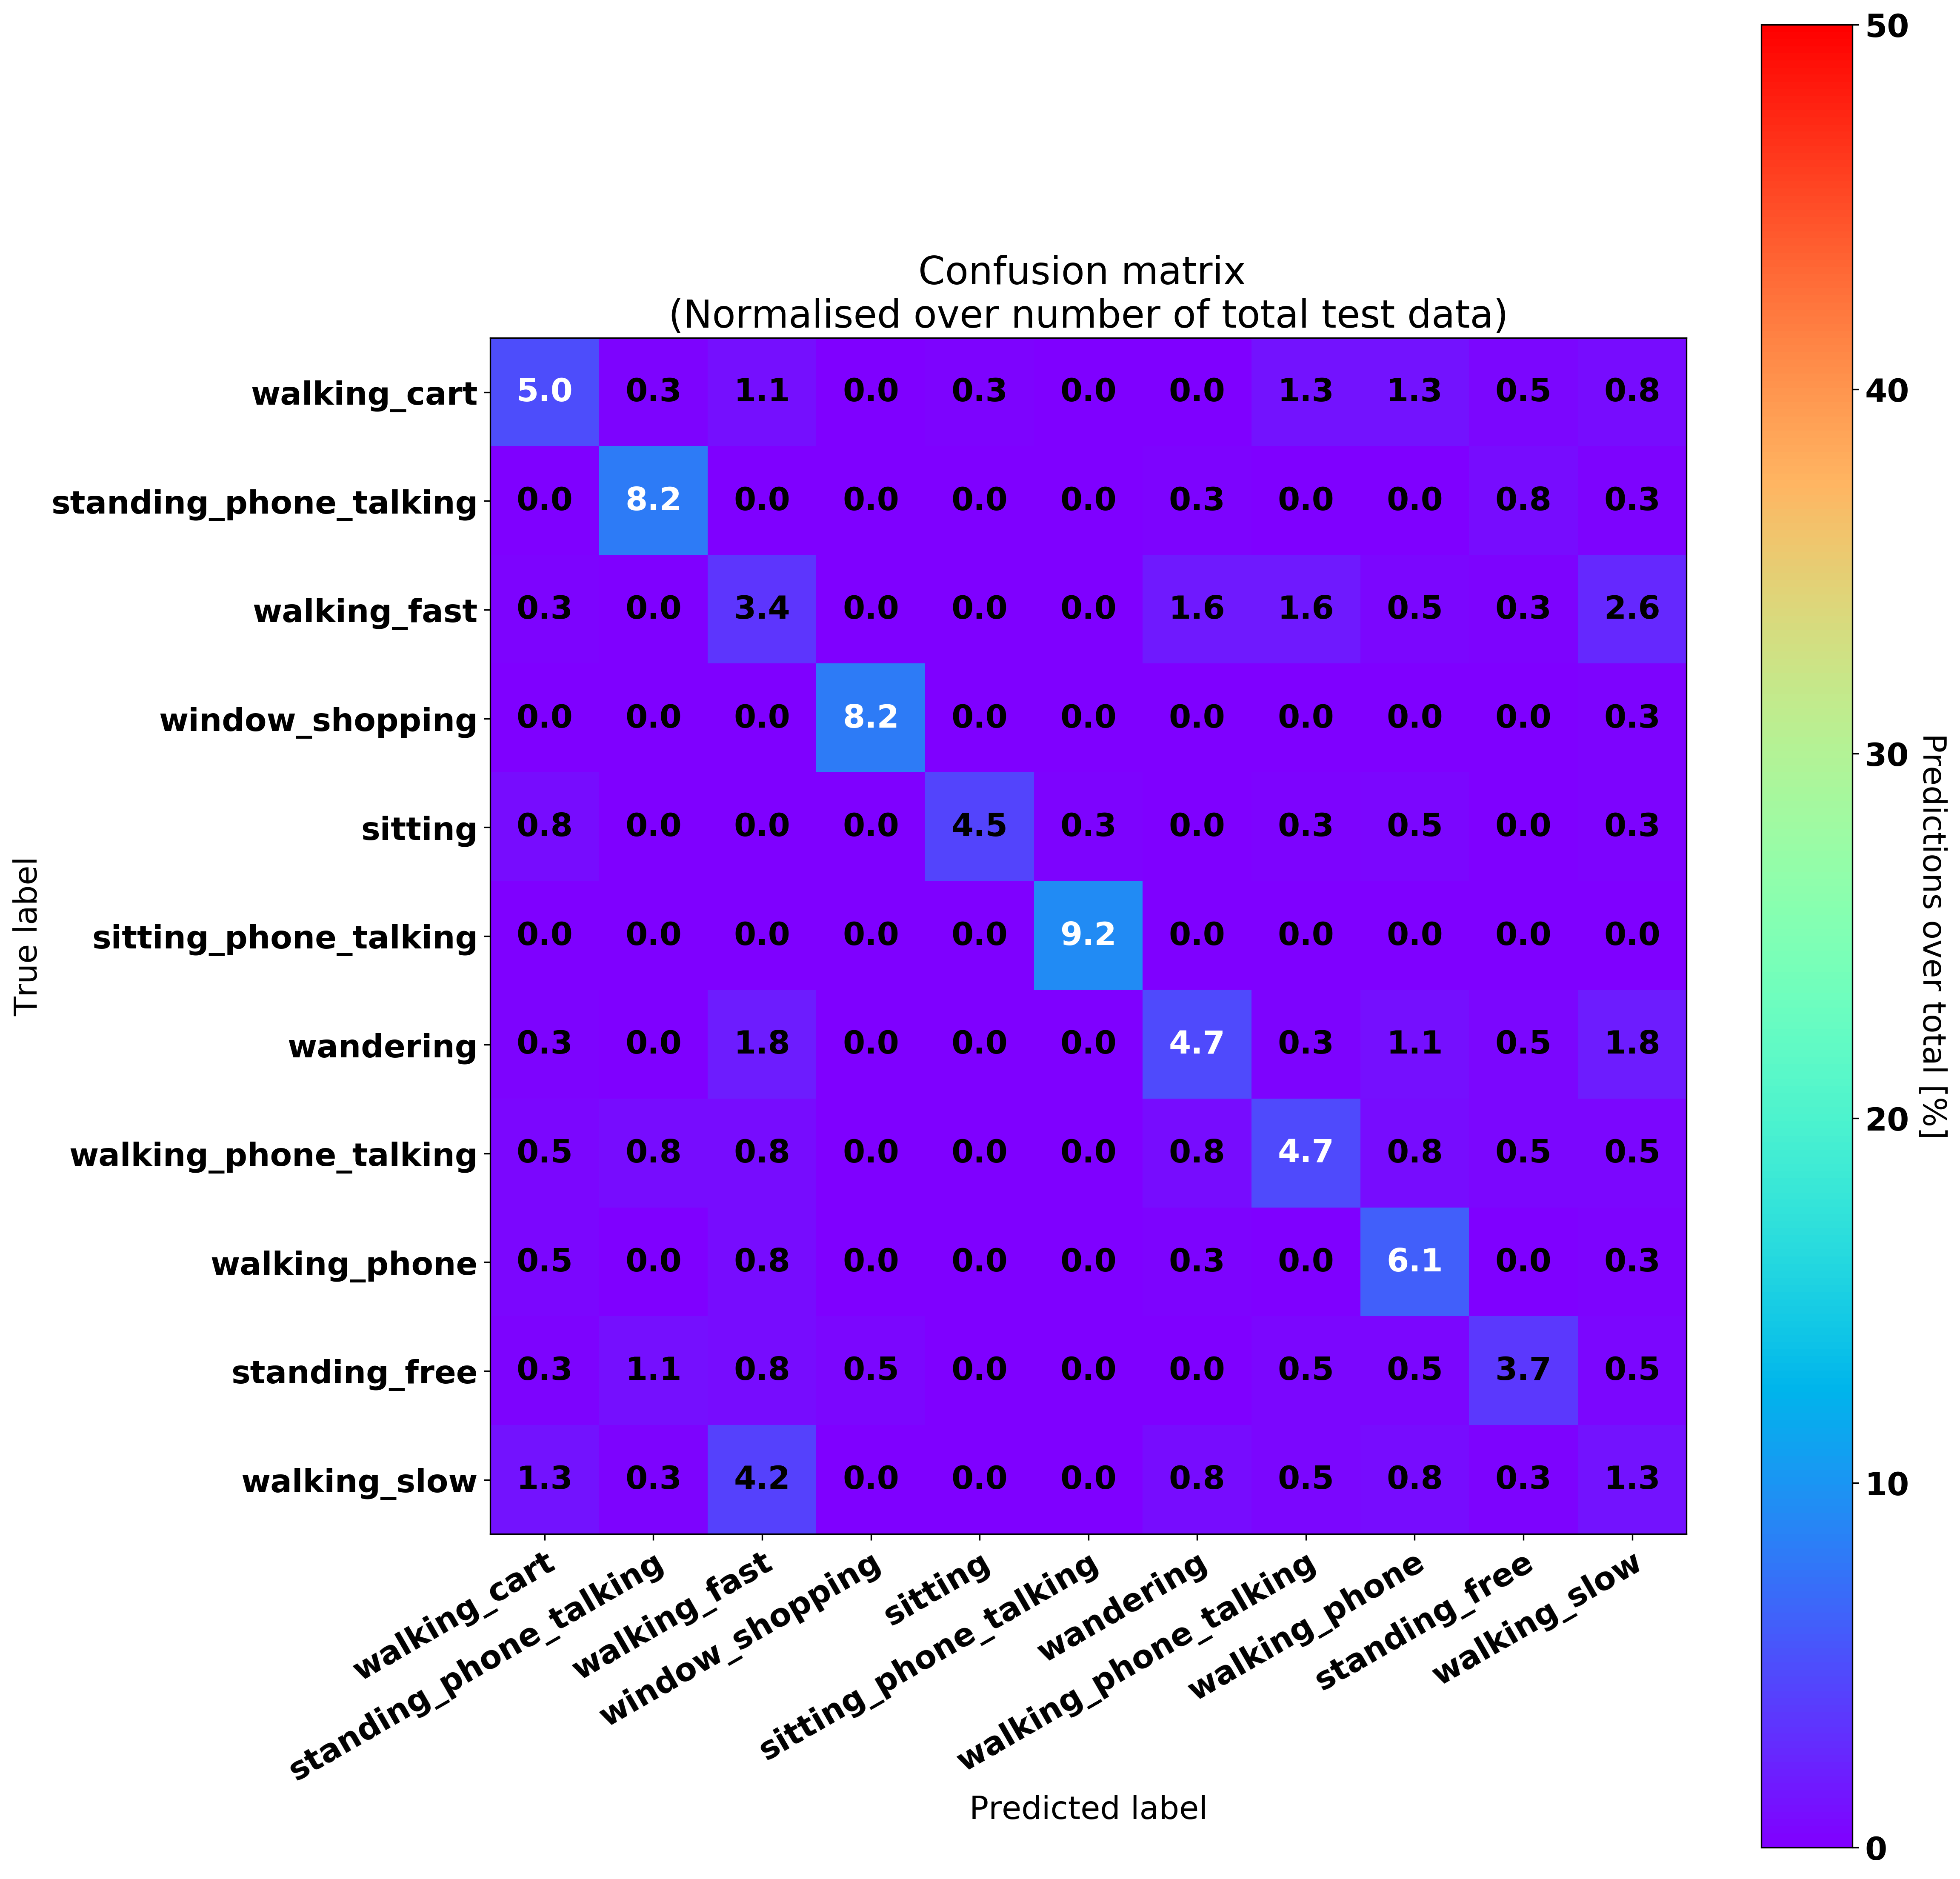 Confusion matrix
(Normalised over number of total test data)
walking_cart 5.0 0.3 1.1 0.0 0.3 0.0 0.0 1.3 1.3 0.5 0.8
standing_phone_talking 0.0 8.2 0.0 0.0 0.0 0.0 0.3 0.0 0.0 0.8 0.3
walking_fast 0.3 0.0 3.4 0.0 0.0 0.0 1.6 1.6 0.5 0.3 2.6
window_shopping 0.0 0.0 0.0 8.2 0.0 0.0 0.0 0.0 0.0 0.0 0.3
sitting 0.8 0.0 0.0 0.0 4.5 0.3 0.0 0.3 0.5 0.0 0.3
sitting_phone_talking 0.0 0.0 0.0 0.0 0.0 9.2 0.0 0.0 0.0 0.0 0.0
wandering 0.3 0.0 1.8 0.0 0.0 0.0 4.7 0.3 1.1 0.5 1.8
walking_phone_talking 0.5 0.8 0.8 0.0 0.0 0.0 0.8 4.7 0.8 0.5 0.5
walking_phone 0.5 0.0 0.8 0.0 0.0 0.0 0.3 0.0 6.1 0.0 0.3
standing_free 0.3 1.1 0.8 0.5 0.0 0.0 0.0 0.5 0.5 3.7 0.5
walking_slow 1.3 0.3 4.2 0.0 0.0 0.0 0.8 0.5 0.8 0.3 1.3
True label
walking_cart
standing_phone_talking
walking_fast
window_shopping
sitting
sitting_phone_talking
wandering
walking_phone_talking
walking_phone
standing_free
walking_slow
Predicted label
50
40
30
20
10
0
Predictions over total [%]